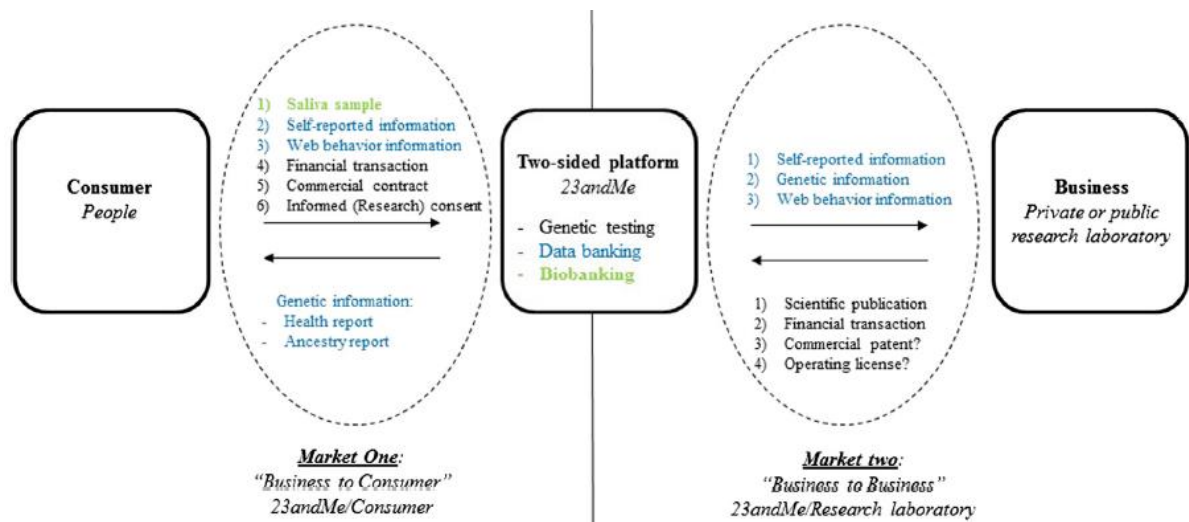 Consumer
People
1) Saliva sample
2) Self-reported information
3) Web behavior information
4) Financial transaction
5) Commercial contract
6) Informed (Research) consent
Genetic information:
- Health report
- Ancestry report
Two-sided platform
23andMe
- Genetic testing
- Data banking
- Biobanking
1) Self-reported information
2) Genetic information
3) Web behavior information
1) Scientific publication
2) Financial transaction
3) Commercial patent?
4) Operating license?
Business
Private or public
research laboratory
Market One:
“Business to Consumer”
23andMe/Consumer
Market two:
“Business to Business”
23andMe/Research laboratory